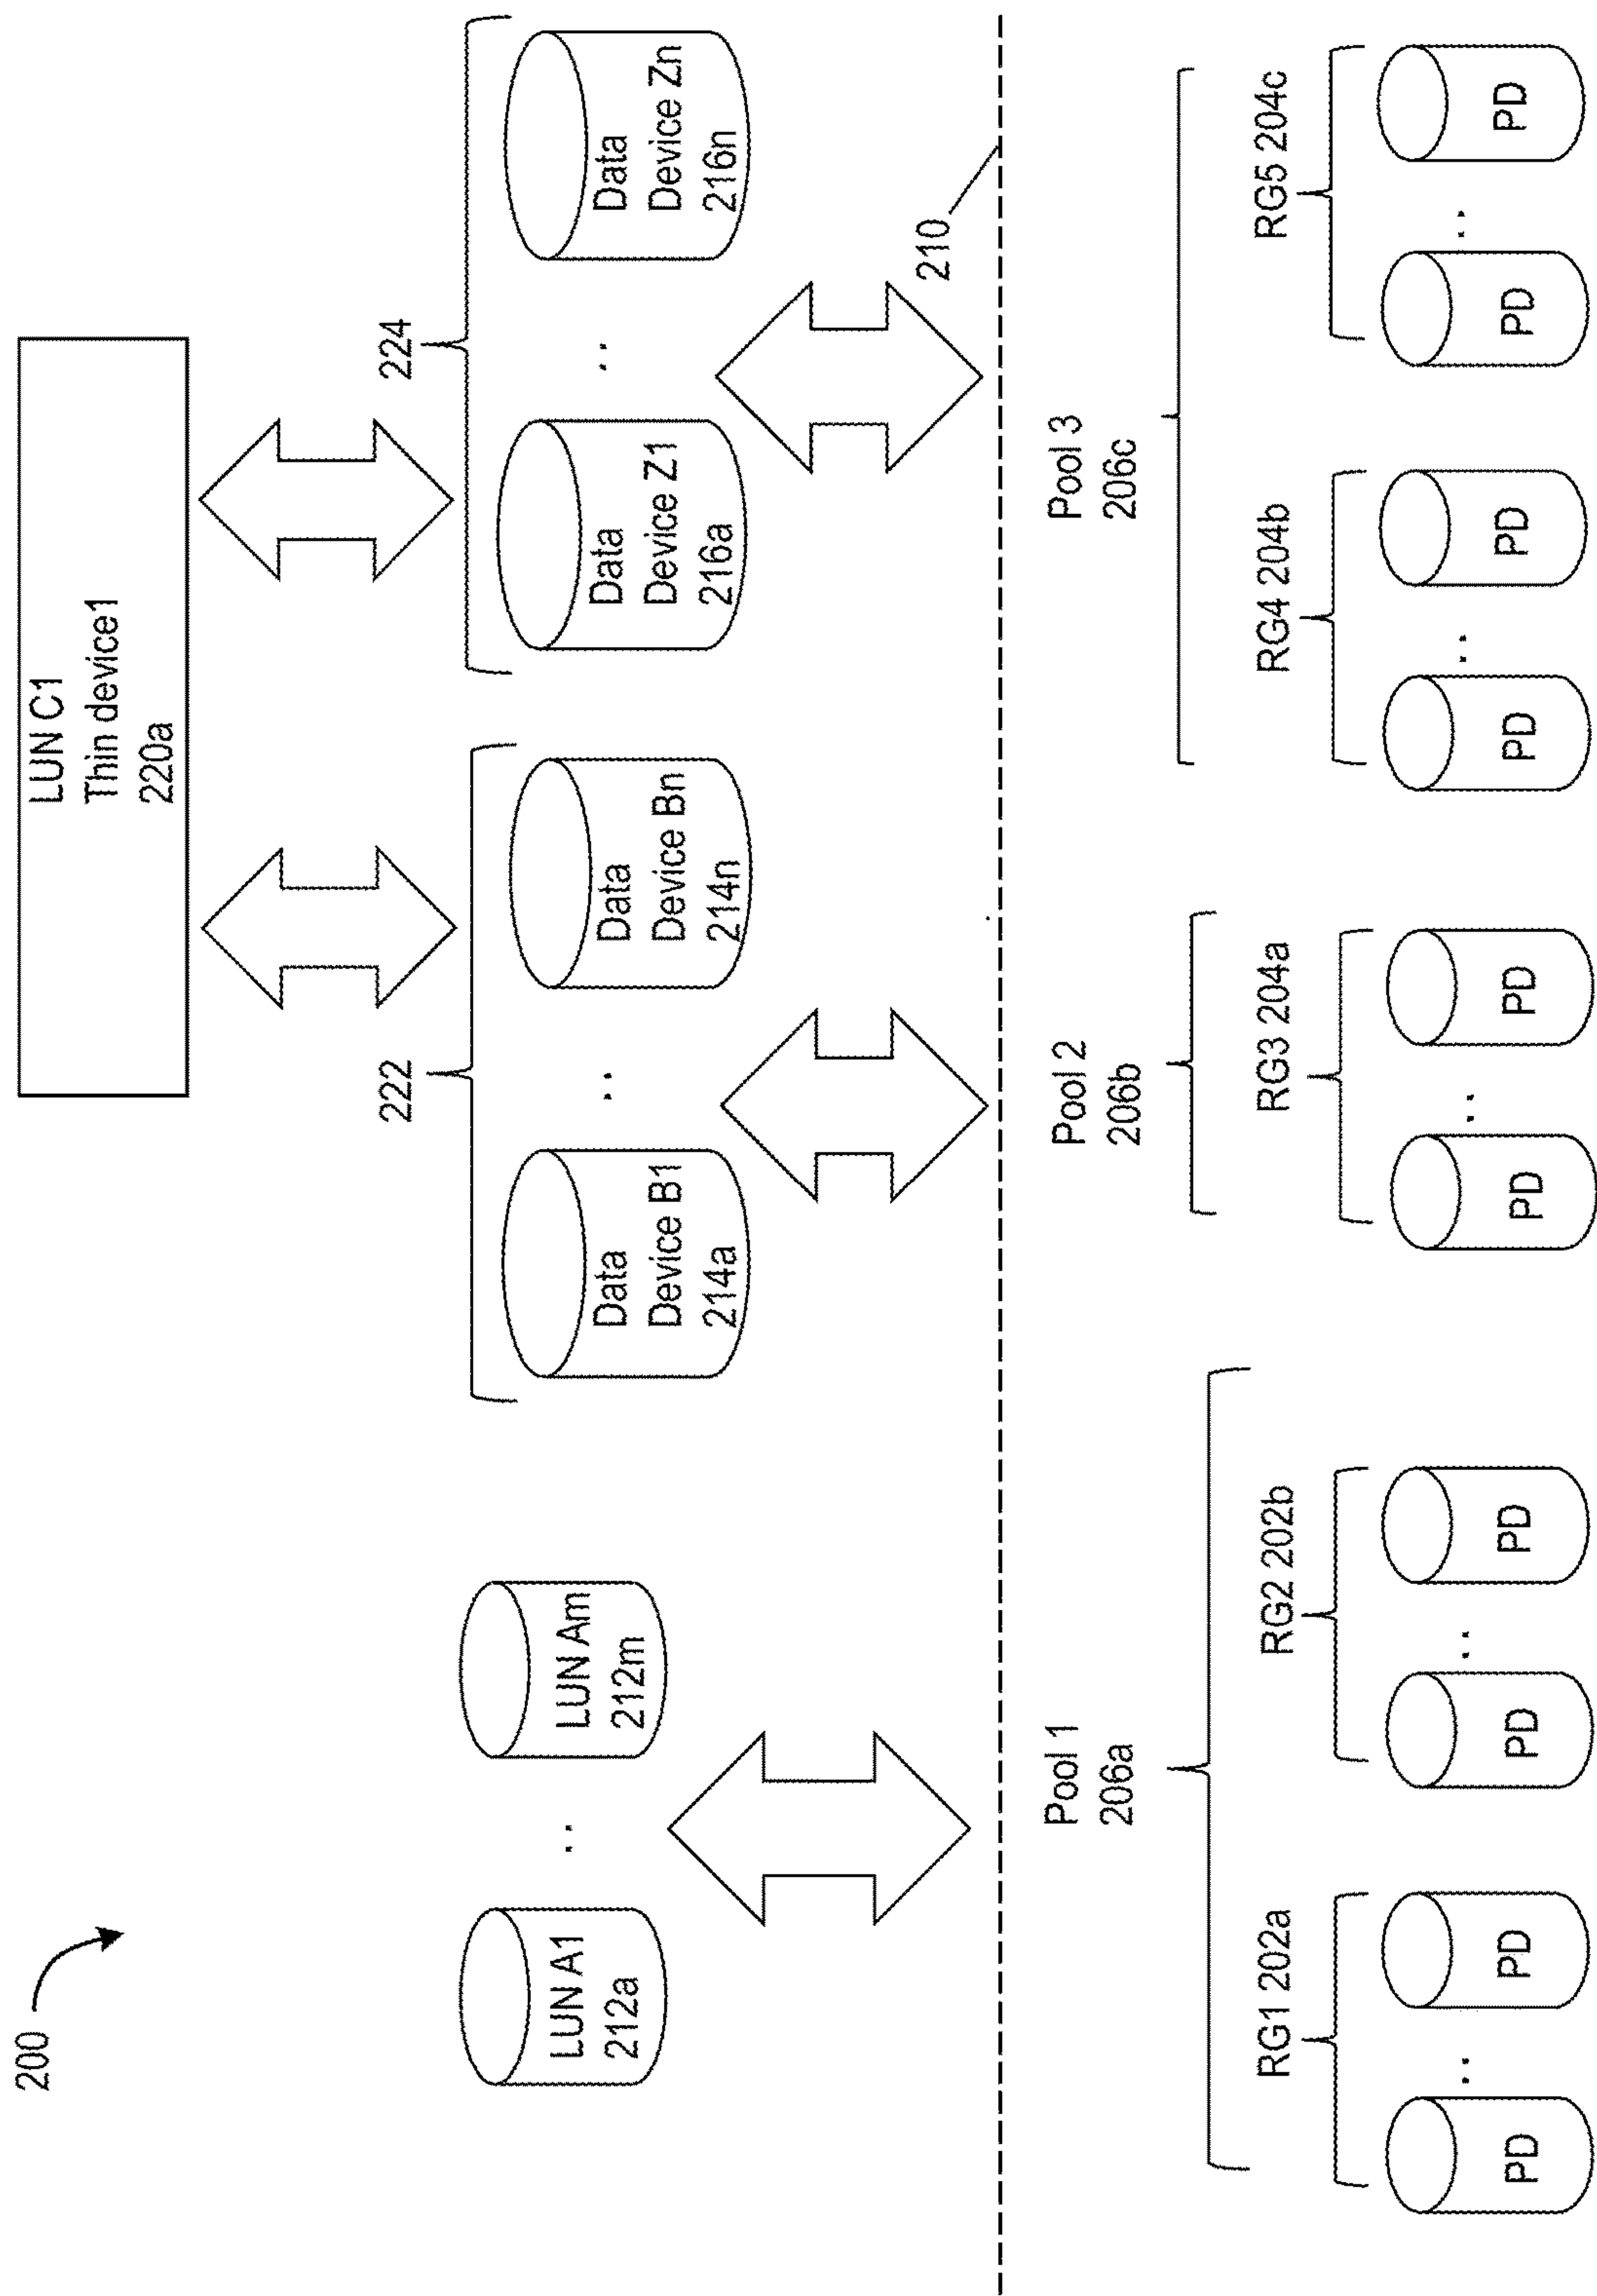 200
LUN C1
Thin device1
220a
222
224
LUN A1
212a
..
LUN Am
212m
Data
Device B1
214a
..
Data
Device Bn
214n
Data
Device Z1
216a
..
Data
Device Zn
216n
210
Pool 1
206a
Pool 2
206b
Pool 3
206c
RG1 202a
RG2 202b
RG3 204a
RG4 204b
RG5 204c
PD
..
PD
PD
..
PD
PD
..
PD
PD
..
PD
PD
..
PD